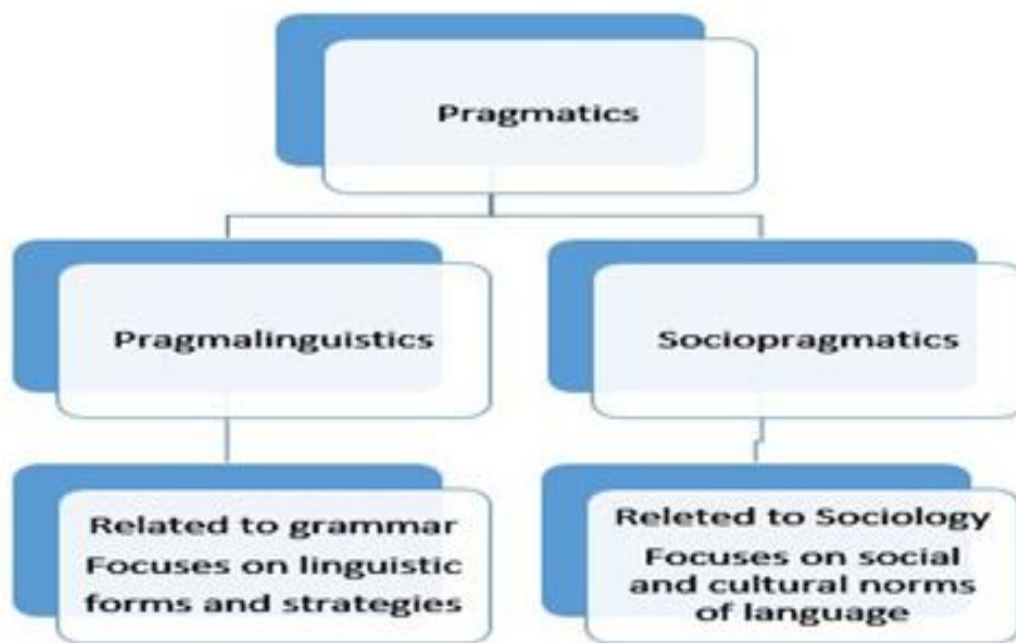 Pragmatics
Pragmalinguistics
Sociopragmatics
Related to grammar
Focuses on linguistic
forms and strategies
Releted to Sociology
Focuses on social
and cultural norms
of language